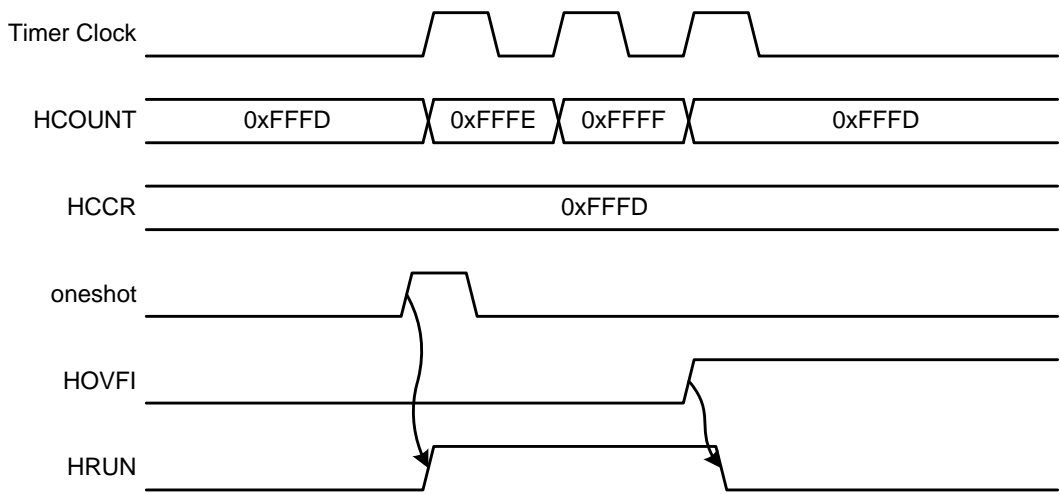 Timer Clock
HCOUNT 0xFFFD 0xFFFE 0xFFFF 0xFFFD
HCCR 0xFFFD
oneshot
HOVFI
HRUN